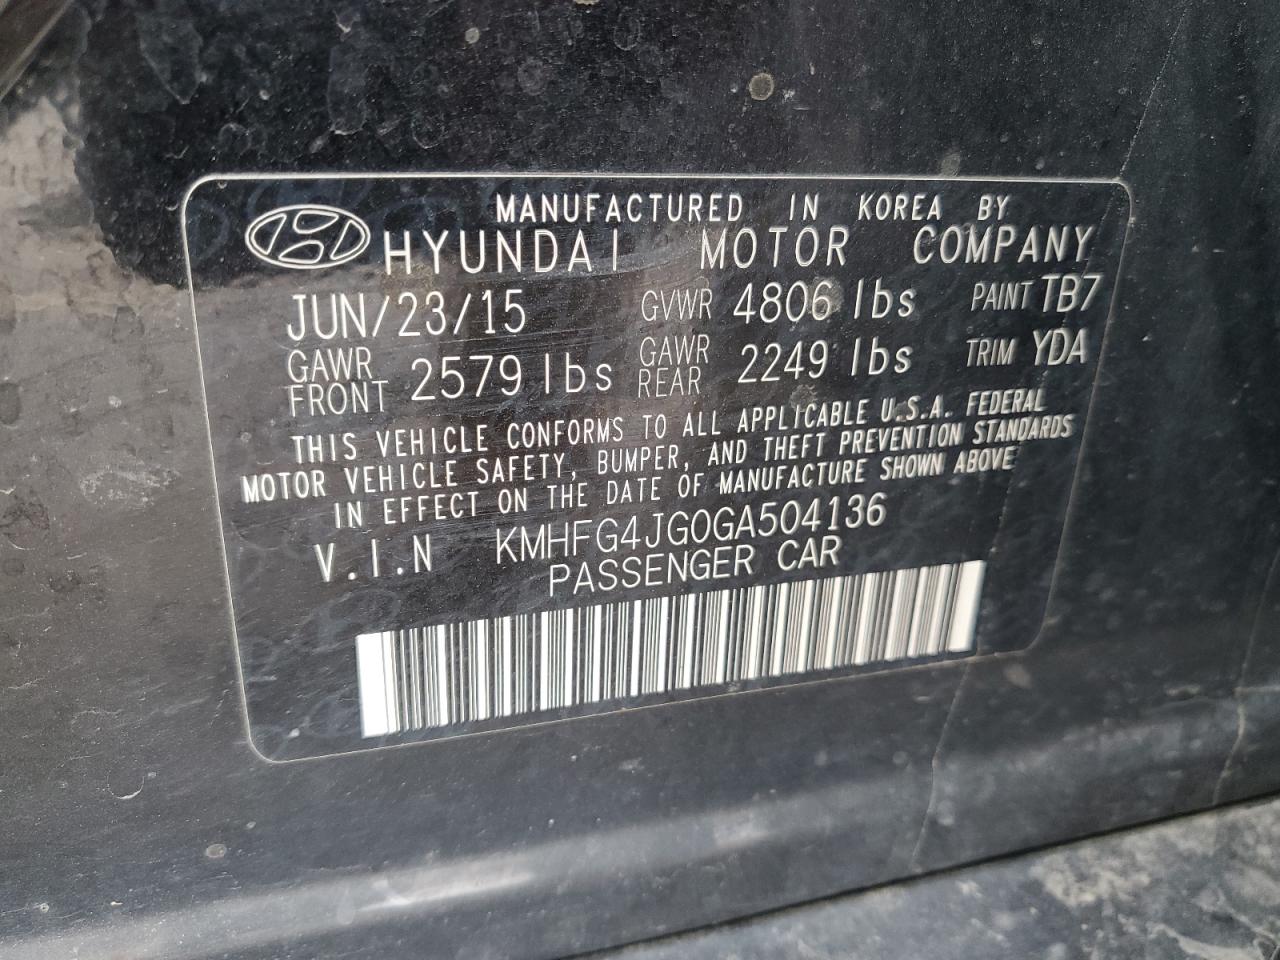 MANUFACTURED IN KOREA BY
HYUNDAI MOTOR COMPANY
JUN/23/15 GVWR 4806 lbs PAINT TB7
GAWR FRONT 2579 lbs GAWR REAR 2249 lbs TRIM YDA
THIS VEHICLE CONFORMS TO ALL APPLICABLE U.S.A. FEDERAL
MOTOR VEHICLE SAFETY, BUMPER, AND THEFT PREVENTION STANDARDS
IN EFFECT ON THE DATE OF MANUFACTURE SHOWN ABOVE
V.I.N KMHFG4JG0GA504136
PASSENGER CAR